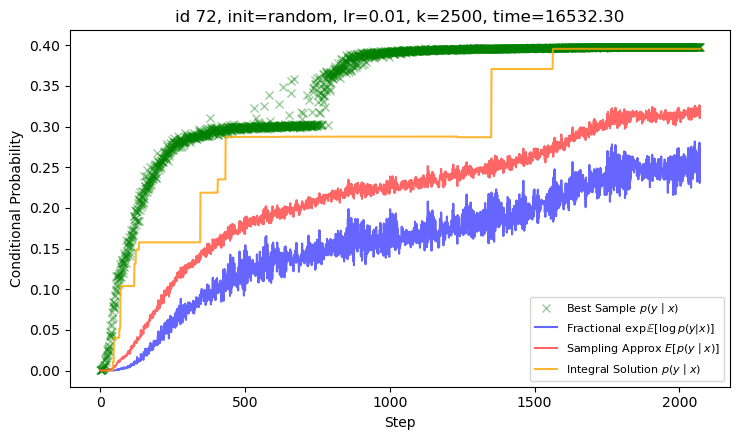 id 72, init=random, lr=0.01, k=2500, time=16532.30
Conditional Probability
0.40
0.35
0.30
0.25
0.20
0.15
0.10
0.05
0.00
Best Sample p(y | x)
Fractional exp𝔼[log p(y|x)]
Sampling Approx E[p(y | x)]
Integral Solution p(y | x)
0
500
1000
1500
2000
Step